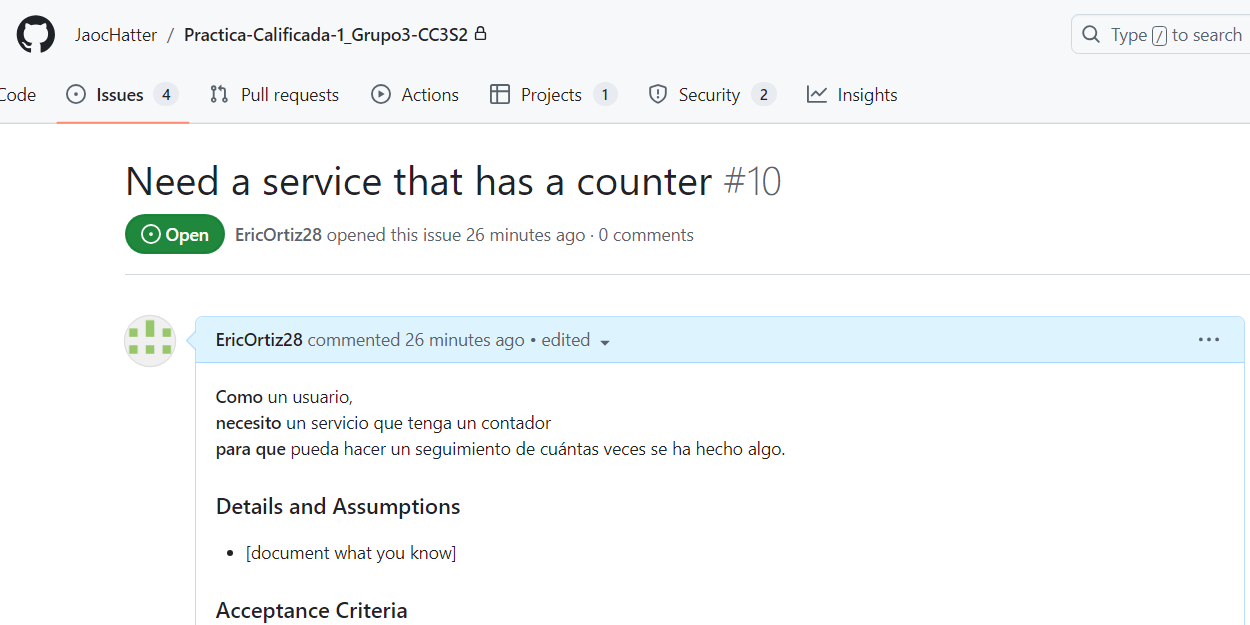 JaocHatter / Practica-Calificada-1_Grupo3-CC3S2
Type / to search
Code Issues 4 Pull requests Actions Projects 1 Security 2 Insights
Need a service that has a counter #10
Open EricOrtiz28 opened this issue 26 minutes ago · 0 comments
EricOrtiz28 commented 26 minutes ago • edited
Como un usuario,
necesito un servicio que tenga un contador
para que pueda hacer un seguimiento de cuántas veces se ha hecho algo.
Details and Assumptions
• [document what you know]
Acceptance Criteria